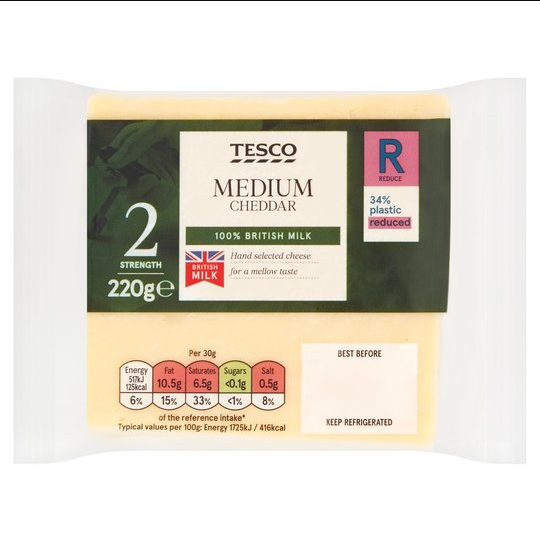 TESCO
MEDIUM
CHEDDAR
100% BRITISH MILK
BRITISH
MILK
Hand selected cheese
for a mellow taste
2
STRENGTH
220g℮
R
REDUCE
34%
plastic
reduced
Per 30g
Energy
517kJ
125kcal
6%
Fat
10.5g
15%
Saturates
6.5g
33%
Sugars
<0.1g
<1%
Salt
0.5g
8%
of the reference intake*
Typical values per 100g: Energy 1725kJ / 416kcal
BEST BEFORE
KEEP REFRIGERATED